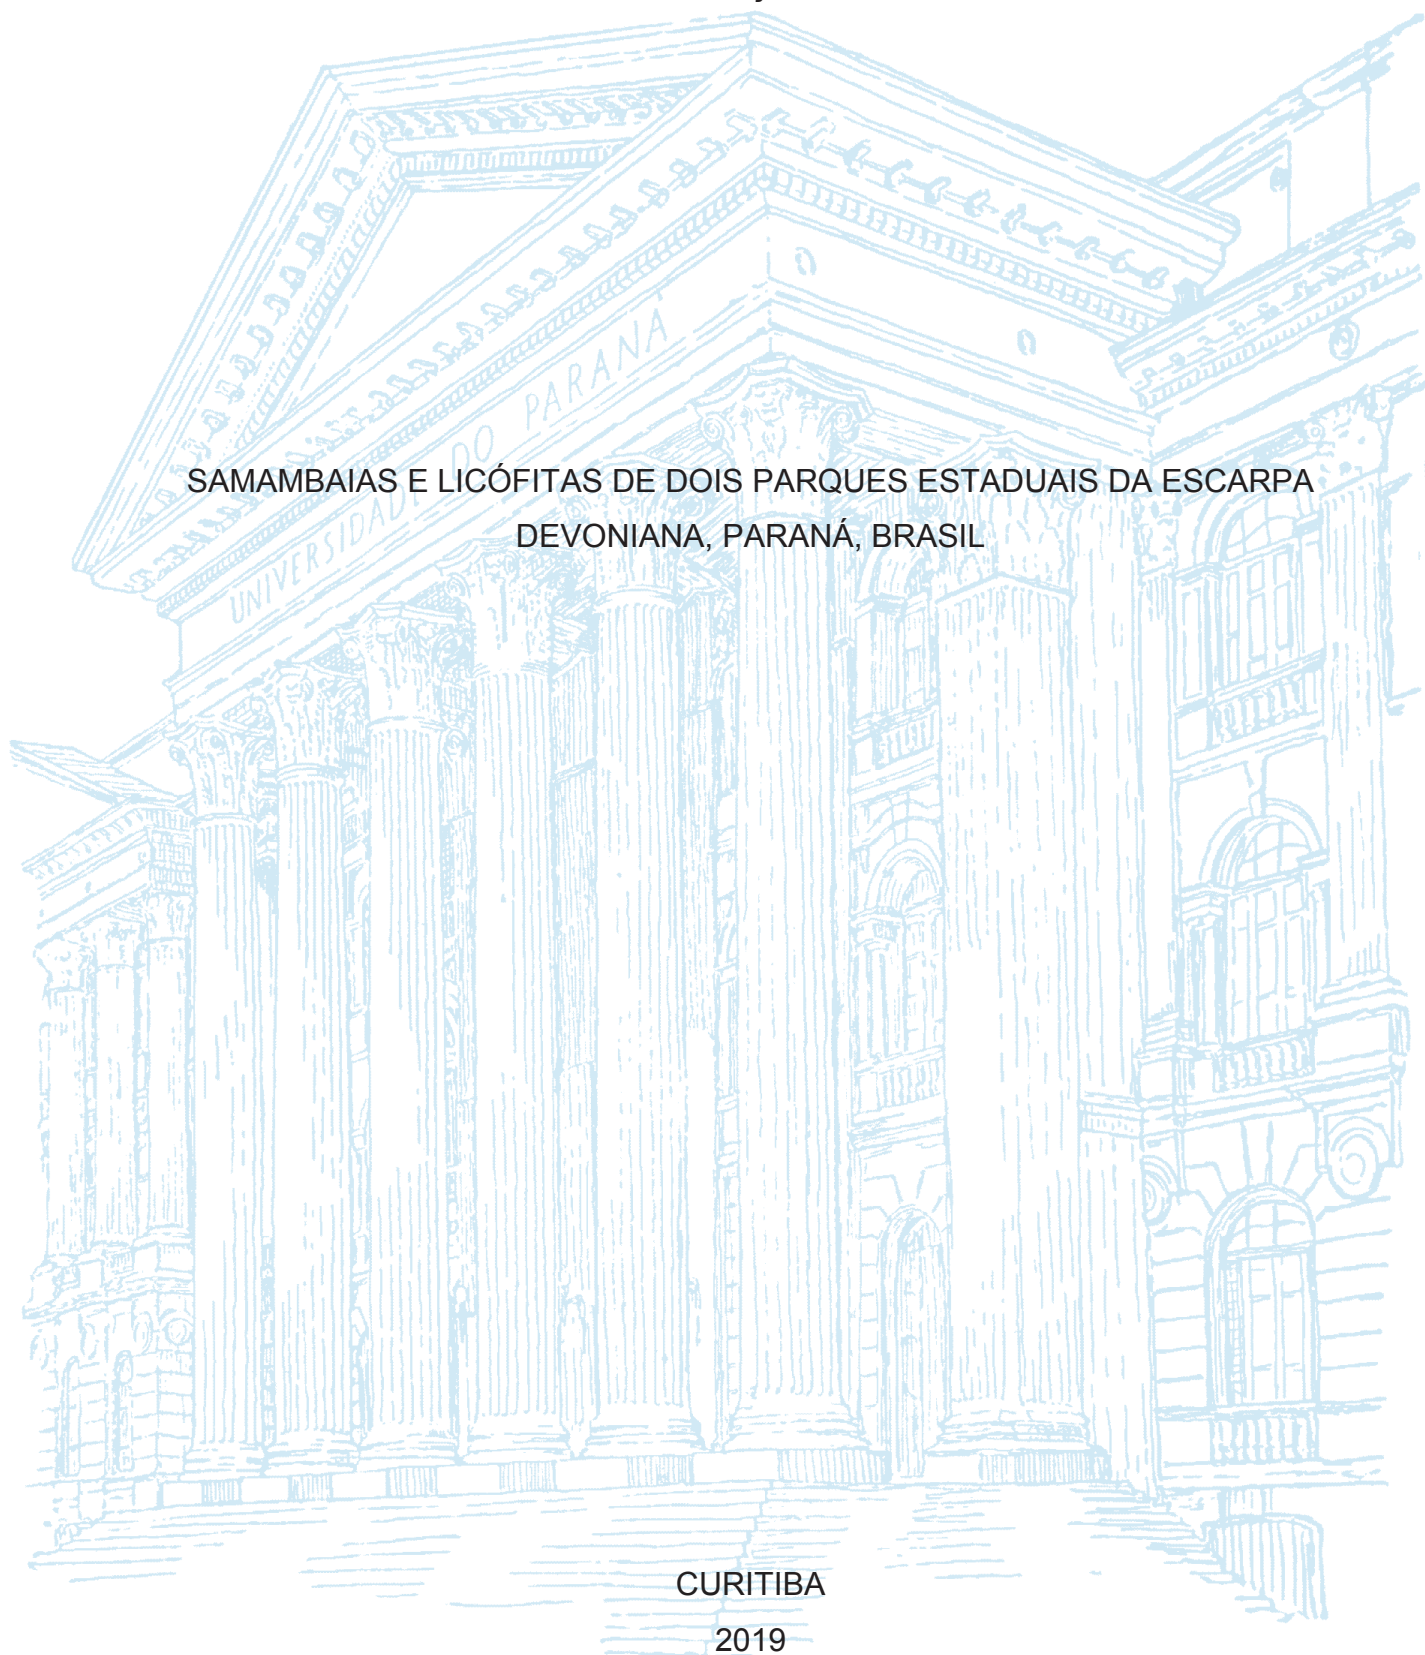 UNIVERSIDADE DO PARANÁ
SAMAMBAIAS E LICÓFITAS DE DOIS PARQUES ESTADUAIS DA ESCARPA
DEVONIANA, PARANÁ, BRASIL
CURITIBA
2019